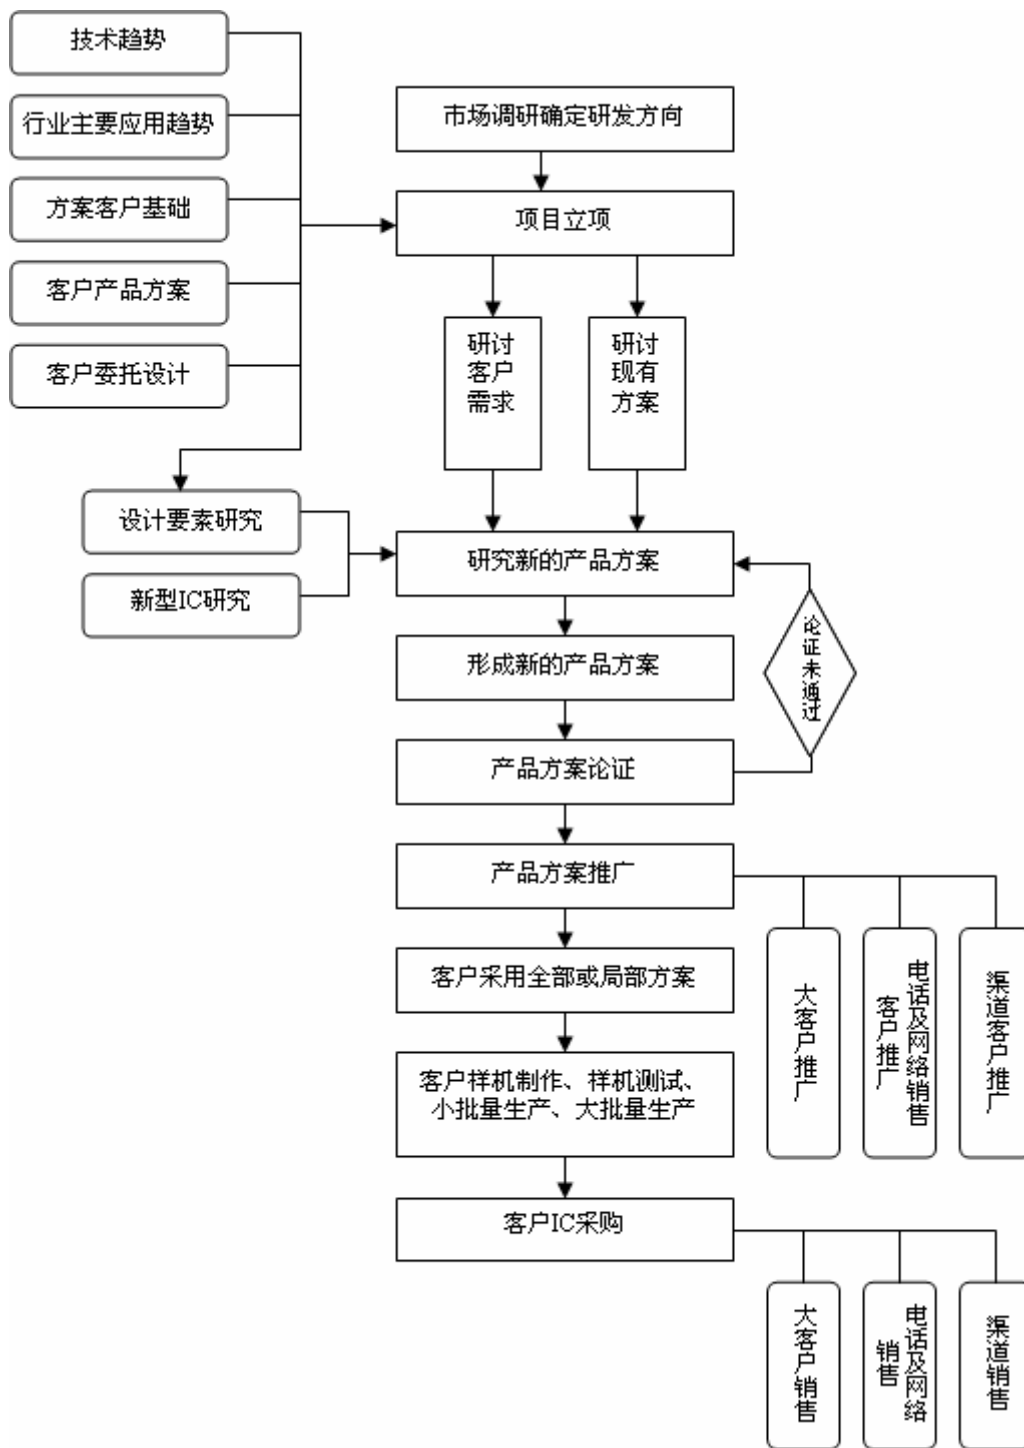 技术趋势
行业主要应用趋势
方案客户基础
客户产品方案
客户委托设计
市场调研确定研发方向
项目立项
研讨
客户
需求
研讨
现有
方案
设计要素研究
新型IC研究
研究新的产品方案
形成新的产品方案
论证未通过
产品方案论证
产品方案推广
大客户推广
电话及网络销售
客户推广
渠道客户推广
客户采用全部或局部方案
客户样机制作、样机测试、
小批量生产、大批量生产
客户IC采购
大客户销售
电话及网络
销售
渠道销售